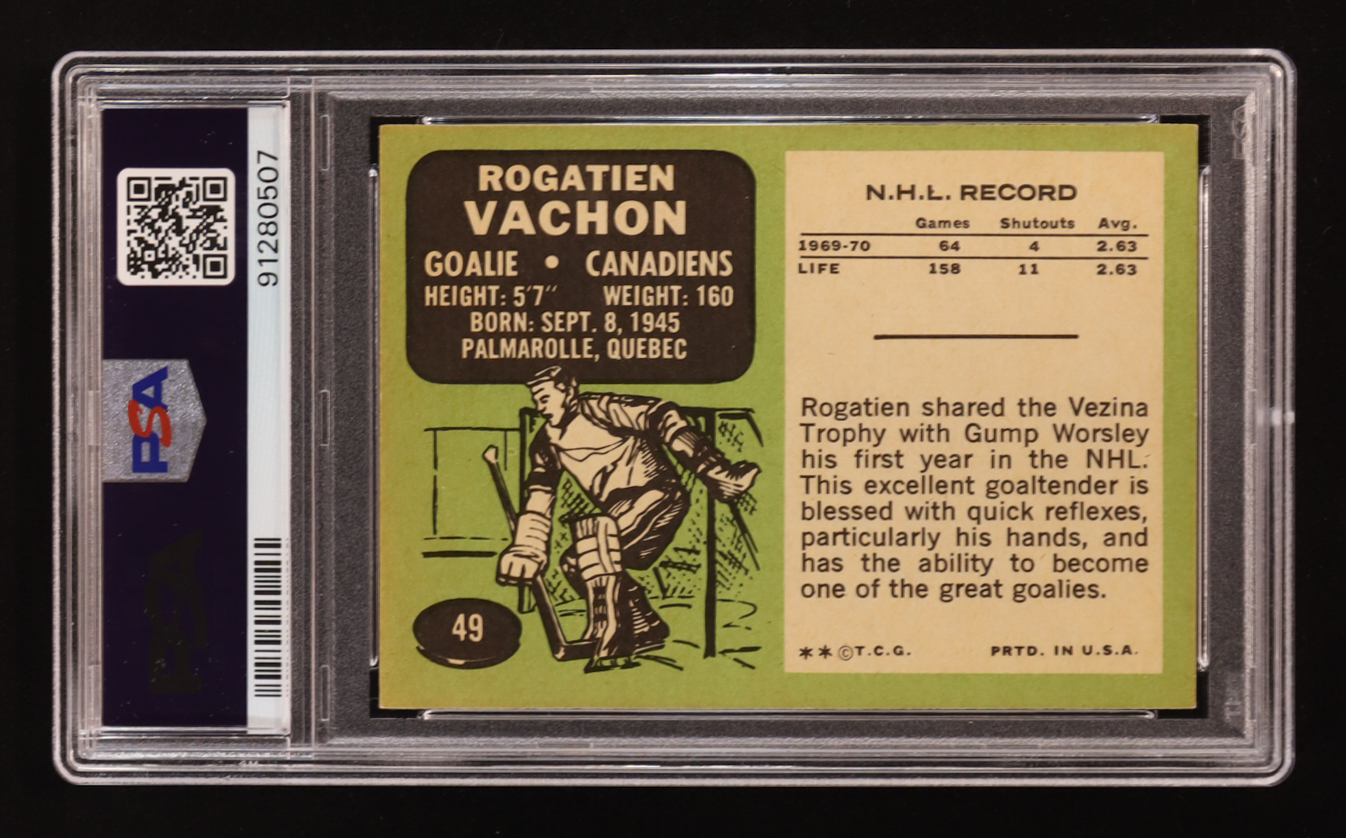 91280507
PSA
ROGATIEN
VACHON
GOALIE • CANADIENS
HEIGHT: 5'7" WEIGHT: 160
BORN: SEPT. 8, 1945
PALMAROLLE, QUEBEC
49
N.H.L. RECORD
Games Shutouts Avg.
1969-70 64 4 2.63
LIFE 158 11 2.63
Rogatien shared the Vezina
Trophy with Gump Worsley
his first year in the NHL.
This excellent goaltender is
blessed with quick reflexes,
particularly his hands, and
has the ability to become
one of the great goalies.
**©T.C.G. PRTD. IN U.S.A.